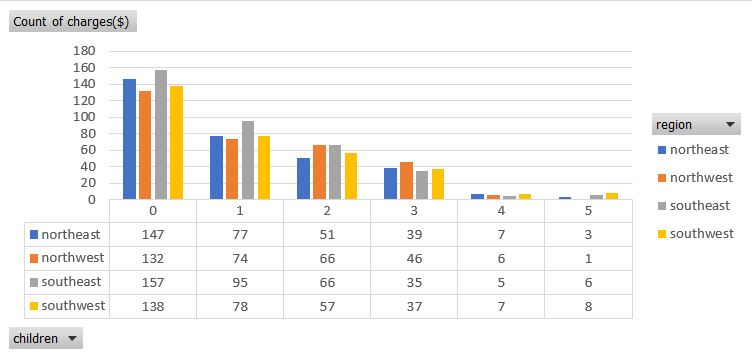 Count of charges($)
180
160
140
120
100
80
60
40
20
0
0 1 2 3 4 5
northeast 147 77 51 39 7 3
northwest 132 74 66 46 6 1
southeast 157 95 66 35 5 6
southwest 138 78 57 37 7 8
region
northeast
northwest
southeast
southwest
children